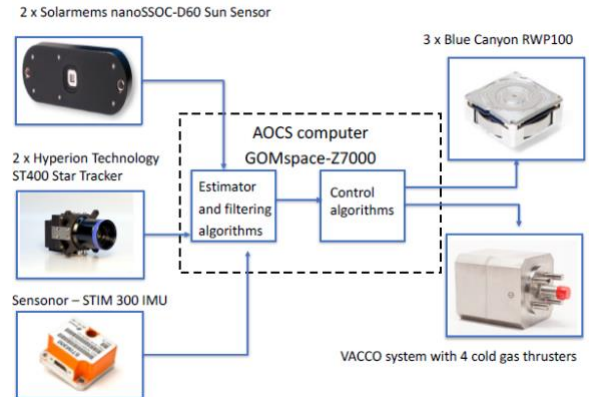 2 x Solarmems nanoSSOC-D60 Sun Sensor
3 x Blue Canyon RWP100
AOCS computer
GOMspace-Z7000
2 x Hyperion Technology
ST400 Star Tracker
Estimator
and filtering
algorithms
Control
algorithms
Sensonor – STIM 300 IMU
VACCO system with 4 cold gas thrusters